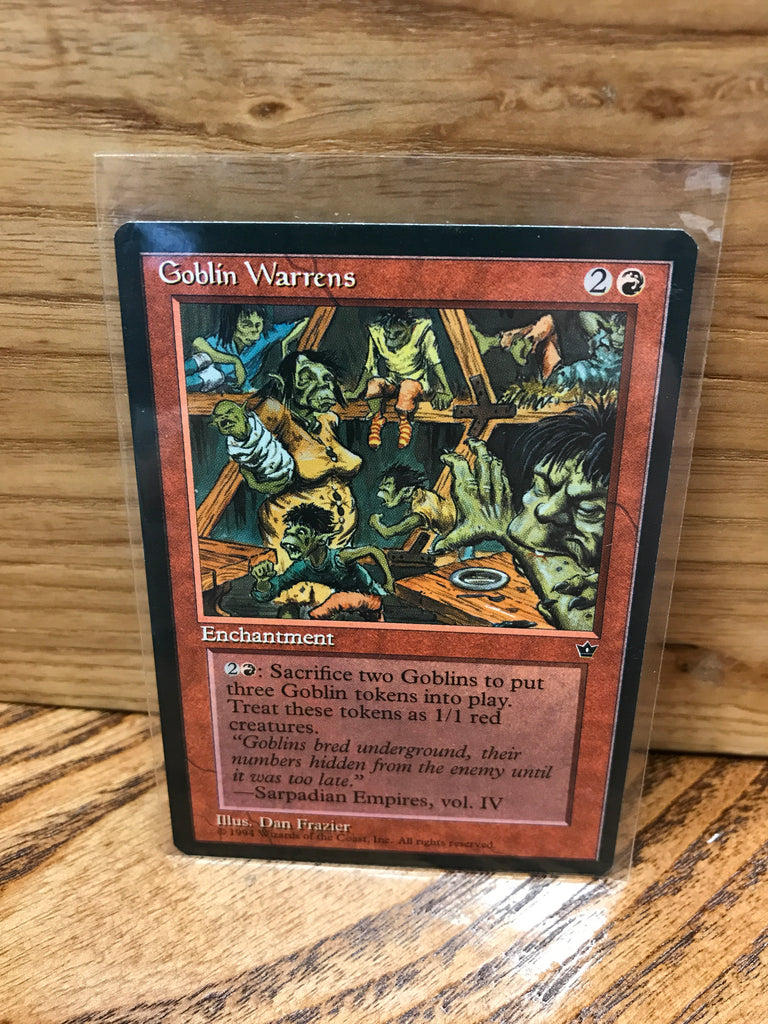 Goblin Warrens 2
Enchantment
2: Sacrifice two Goblins to put
three Goblin tokens into play.
Treat these tokens as 1/1 red
creatures.
“Goblins bred underground, their
numbers hidden from the enemy until
it was too late.”
—Sarpadian Empires, vol. IV
Illus. Dan Frazier
© 1994 Wizards of the Coast, Inc. All rights reserved.